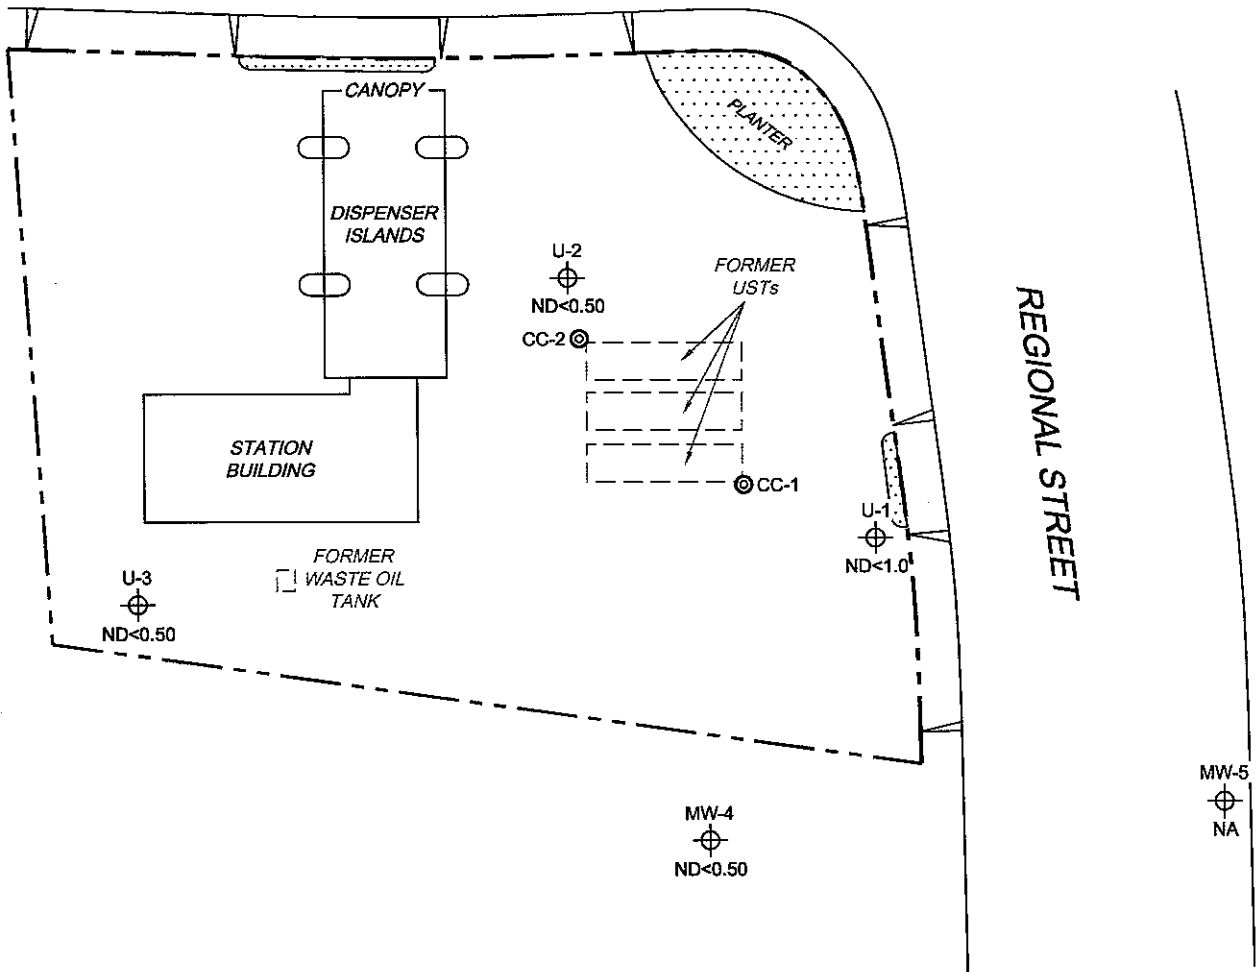 CANOPY
PLANTER
DISPENSER
ISLANDS
U-2
ND<0.50
FORMER
USTs
CC-2
CC-1
STATION
BUILDING
REGIONAL STREET
U-1
ND<1.0
FORMER
WASTE OIL
TANK
U-3
ND<0.50
MW-5
NA
MW-4
ND<0.50